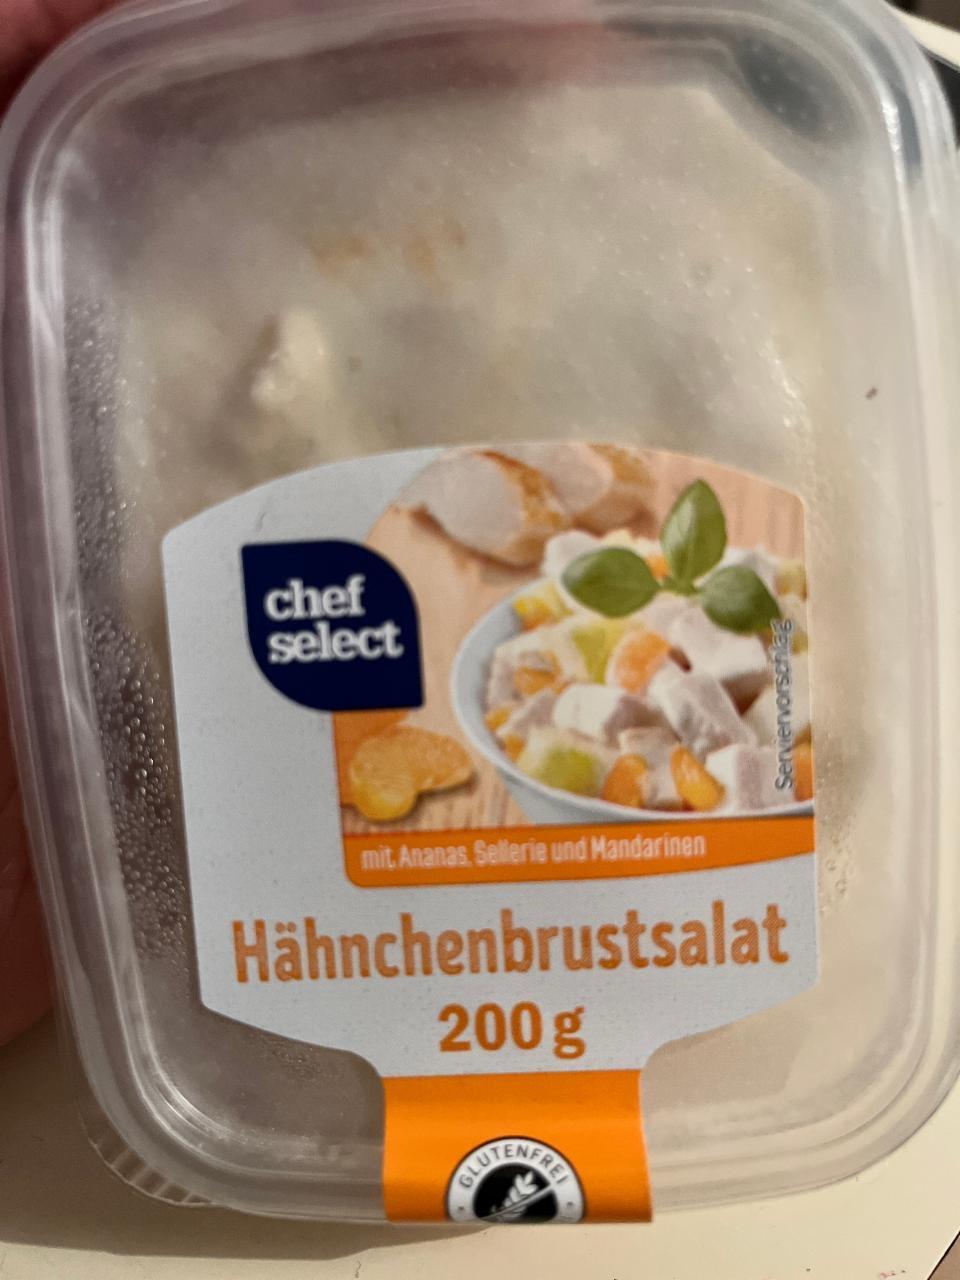 chef
select
Serviervorschlag
mit Ananas, Sellerie und Mandarinen
Hähnchenbrustsalat
200 g
GLUTENFREI